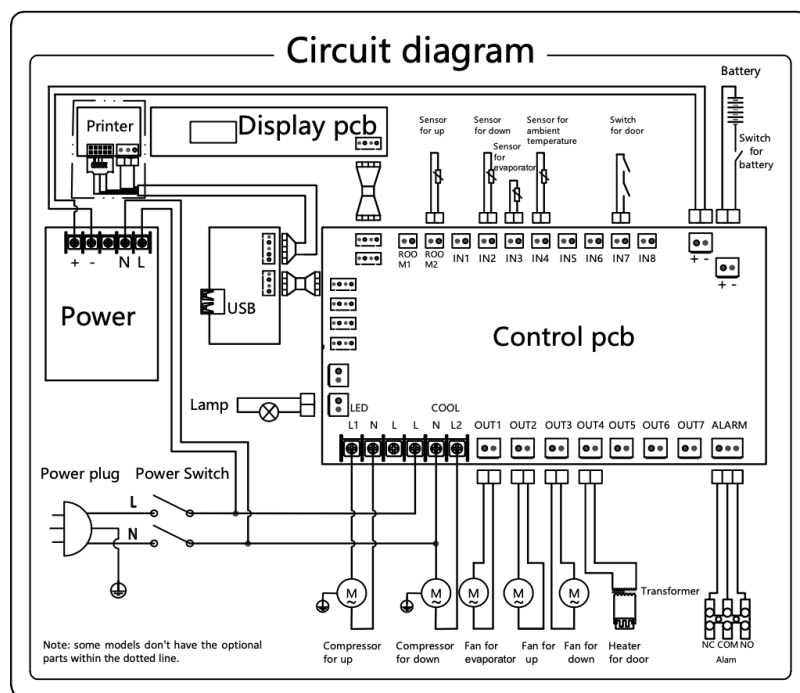 Circuit diagram
Battery
Printer
Display pcb
Sensor
for up
Sensor
for down
Sensor
for
evaporator
Sensor for
ambient
temperature
Switch
for door
Switch
for
battery
+ - N L
Power
USB
ROO
M1
ROO
M2
IN1 IN2 IN3 IN4 IN5 IN6 IN7 IN8
+ -
+ -
Control pcb
Lamp
LED
COOL
L1 N L L N L2 OUT1 OUT2 OUT3 OUT4 OUT5 OUT6 OUT7 ALARM
Power plug
Power Switch
L
N
M
~
M
~
M
~
M
~
M
~
Transformer
NC COM NO
Alam
Note: some models don't have the optional
parts within the dotted line.
Compressor
for up
Compressor
for down
Fan for
evaporator
Fan for
up
Fan for
down
Heater
for door